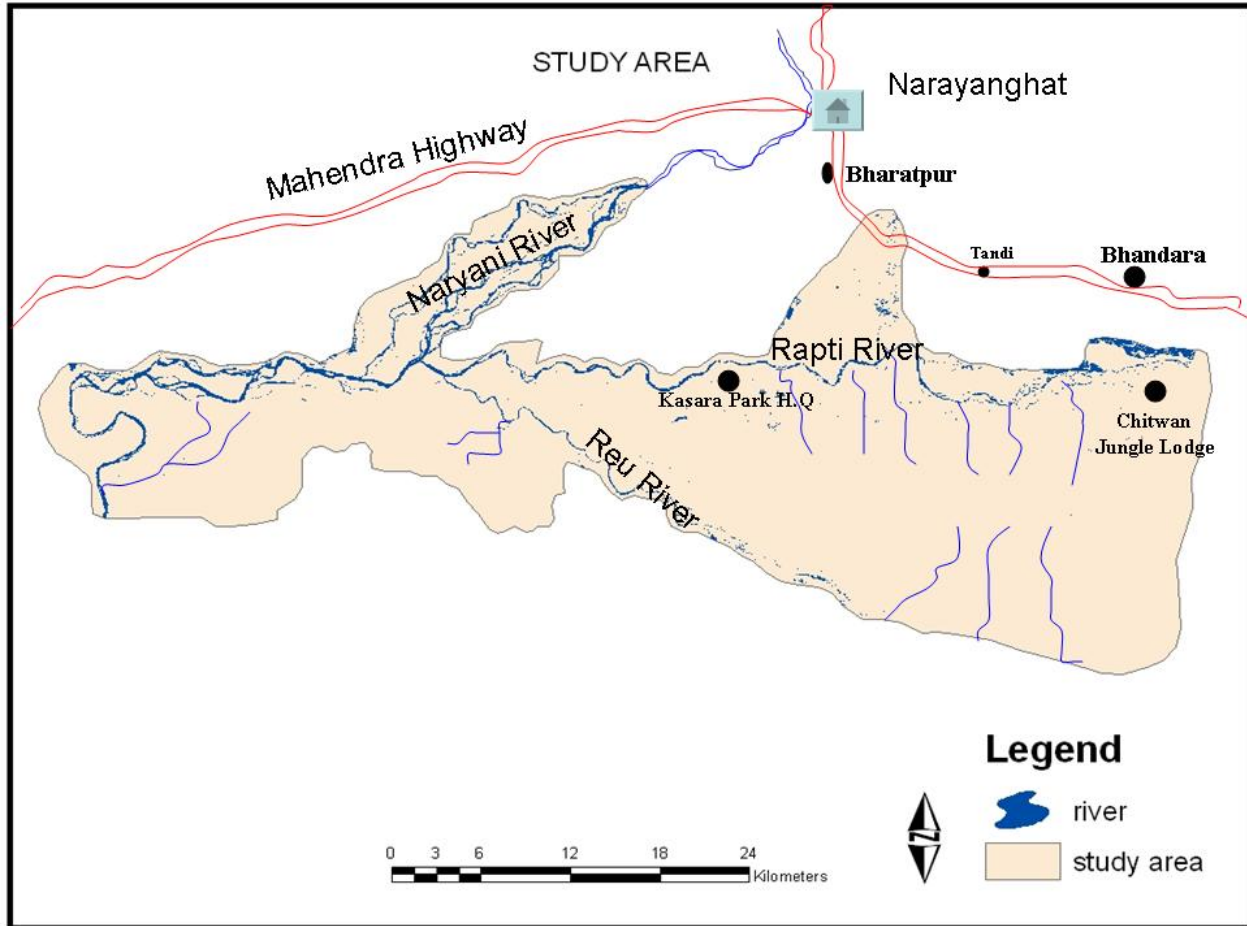 STUDY AREA
Narayanghat
Mahendra Highway
Bharatpur
Naryani River
Tandi
Bhandara
Rapti River
Kasara Park H.Q
Chitwan
Jungle Lodge
Reu River
Legend
river
study area
N
0 3 6 12 18 24
Kilometers